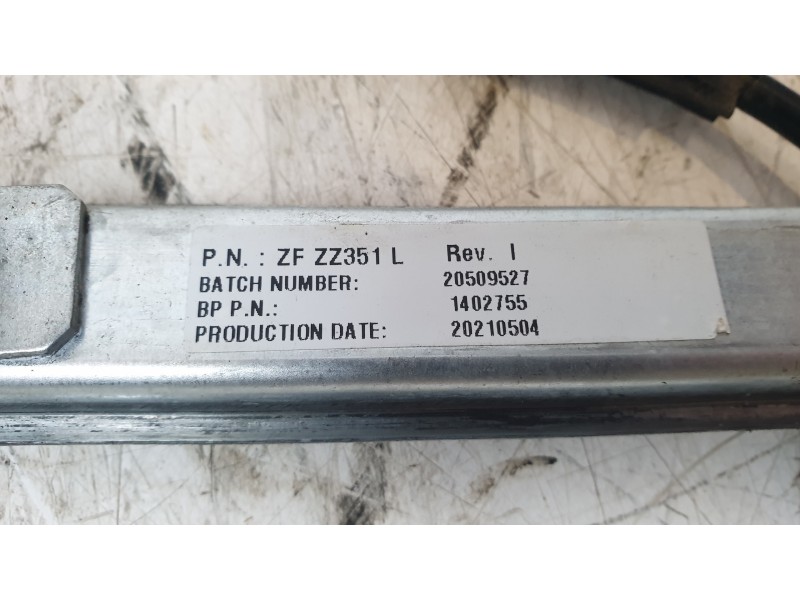 P.N. : ZF ZZ351 L Rev. I
BATCH NUMBER: 20509527
BP P.N.: 1402755
PRODUCTION DATE: 20210504